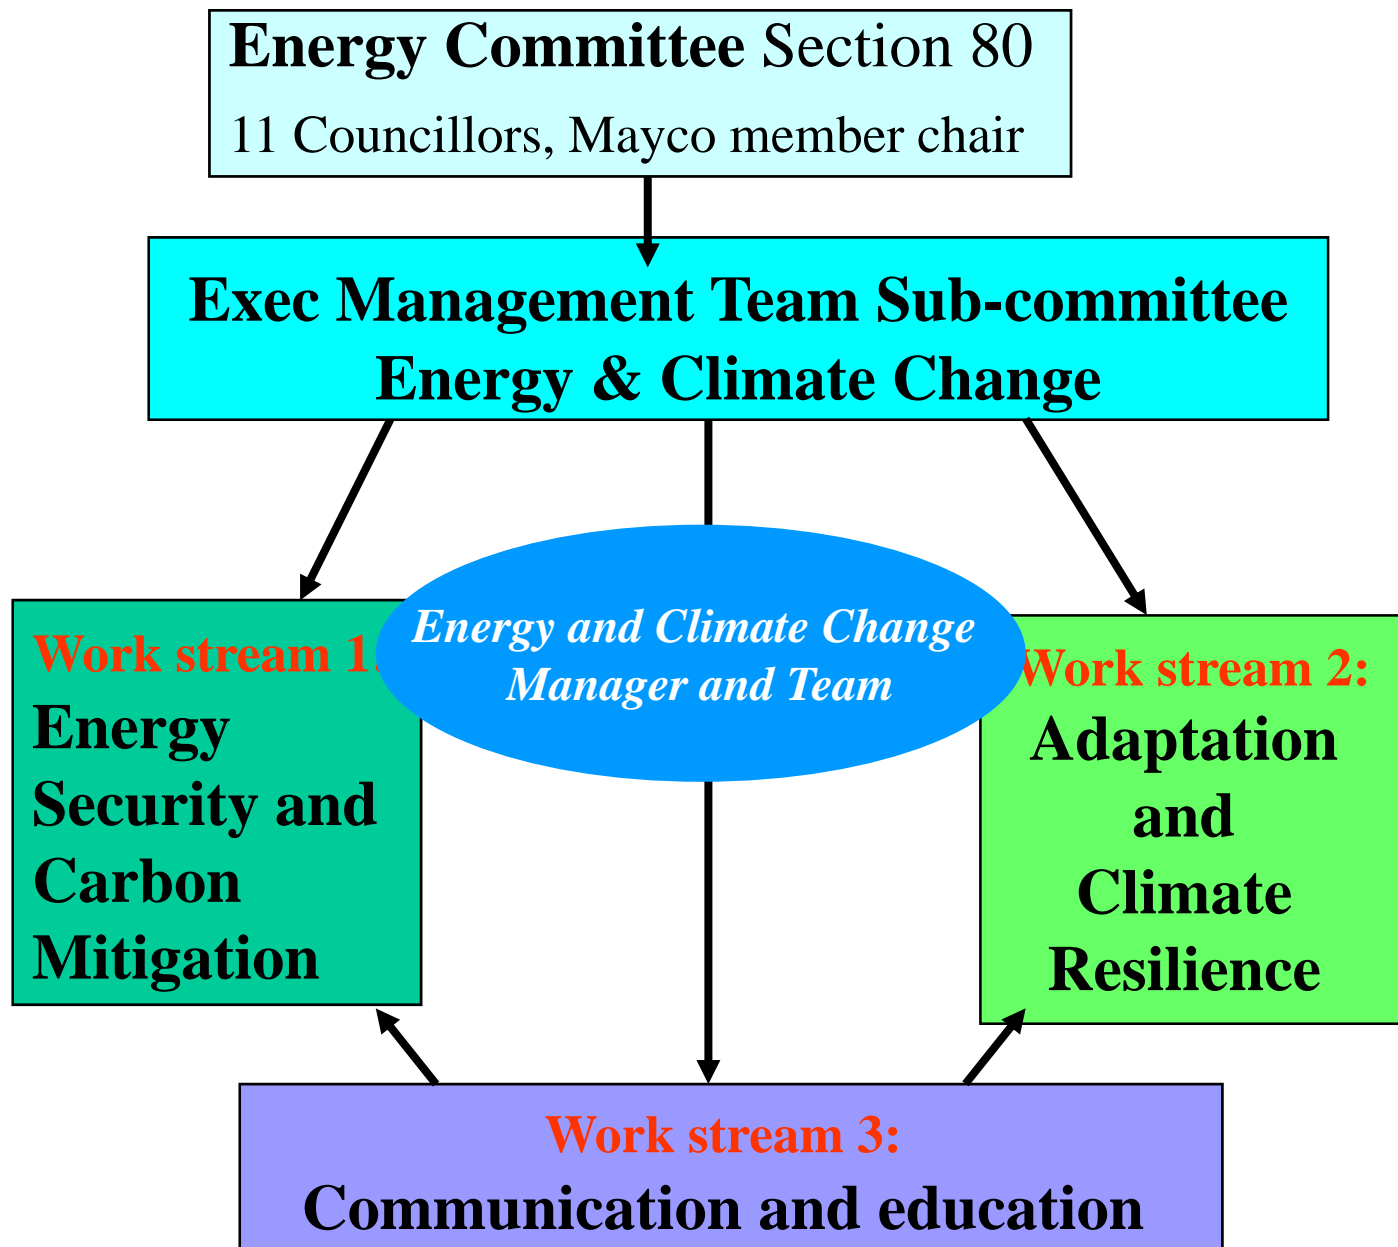 Energy Committee Section 80
11 Councillors, Mayco member chair
Exec Management Team Sub-committee
Energy & Climate Change
Energy and Climate Change
Manager and Team
Work stream 1:
Energy
Security and
Carbon
Mitigation
Work stream 2:
Adaptation
and
Climate
Resilience
Work stream 3:
Communication and education